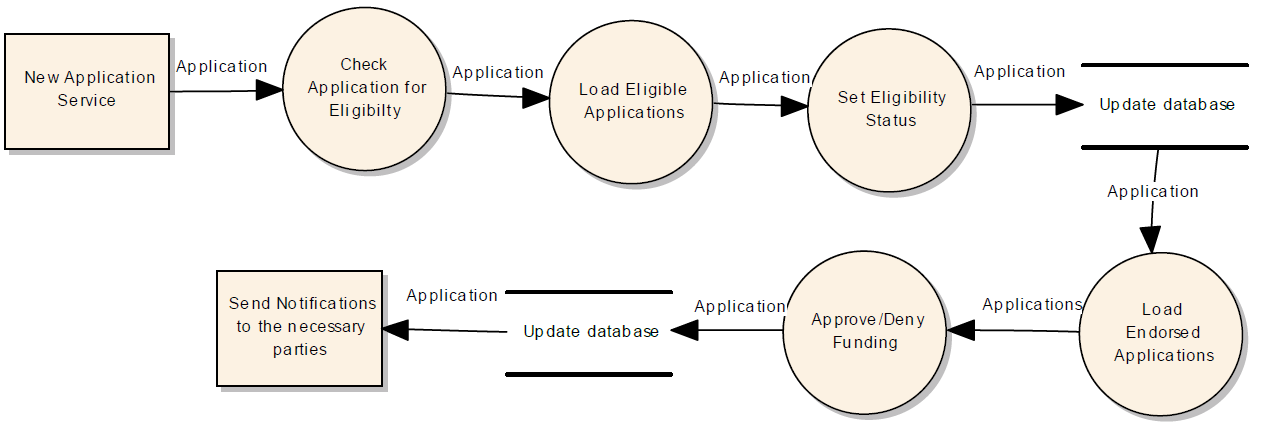 New Application
Service
Application
Check
Application for
Eligibilty
Application
Load Eligible
Applications
Application
Set Eligibility
Status
Application
Update database
Application
Load
Endorsed
Applications
Applications
Approve/Deny
Funding
Application
Update database
Application
Send Notifications
to the necessary
parties